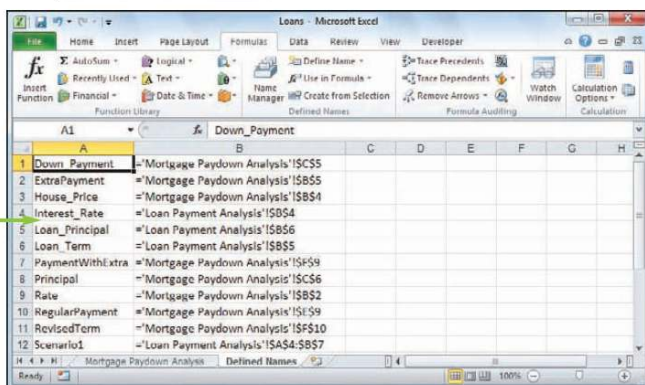 Loans - Microsoft Excel
File Home Insert Page Layout Formulas Data Review View Developer
fx Insert Function
Σ AutoSum
Recently Used
Financial
Logical
Text
Date & Time
Function Library
Name Manager
Define Name
Use in Formula
Create from Selection
Defined Names
Trace Precedents
Trace Dependents
Remove Arrows
Formula Auditing
Watch Window
Calculation Options
Calculation
A1 fx Down_Payment
A B C D E F G H
1 Down_Payment ='Mortgage Paydown Analysis'!$C$5
2 ExtraPayment ='Mortgage Paydown Analysis'!$B$5
3 House_Price ='Mortgage Paydown Analysis'!$B$4
4 Interest_Rate ='Loan Payment Analysis'!$B$4
5 Loan_Principal ='Loan Payment Analysis'!$B$6
6 Loan_Term ='Loan Payment Analysis'!$B$5
7 PaymentWithExtra ='Mortgage Paydown Analysis'!$F$9
8 Principal ='Mortgage Paydown Analysis'!$C$6
9 Rate ='Mortgage Paydown Analysis'!$B$2
10 RegularPayment ='Mortgage Paydown Analysis'!$E$9
11 RevisedTerm ='Mortgage Paydown Analysis'!$F$10
12 Scenario1 ='Loan Payment Analysis'!$A$4:$B$7
Mortgage Paydown Analysis Defined Names
Ready 100%